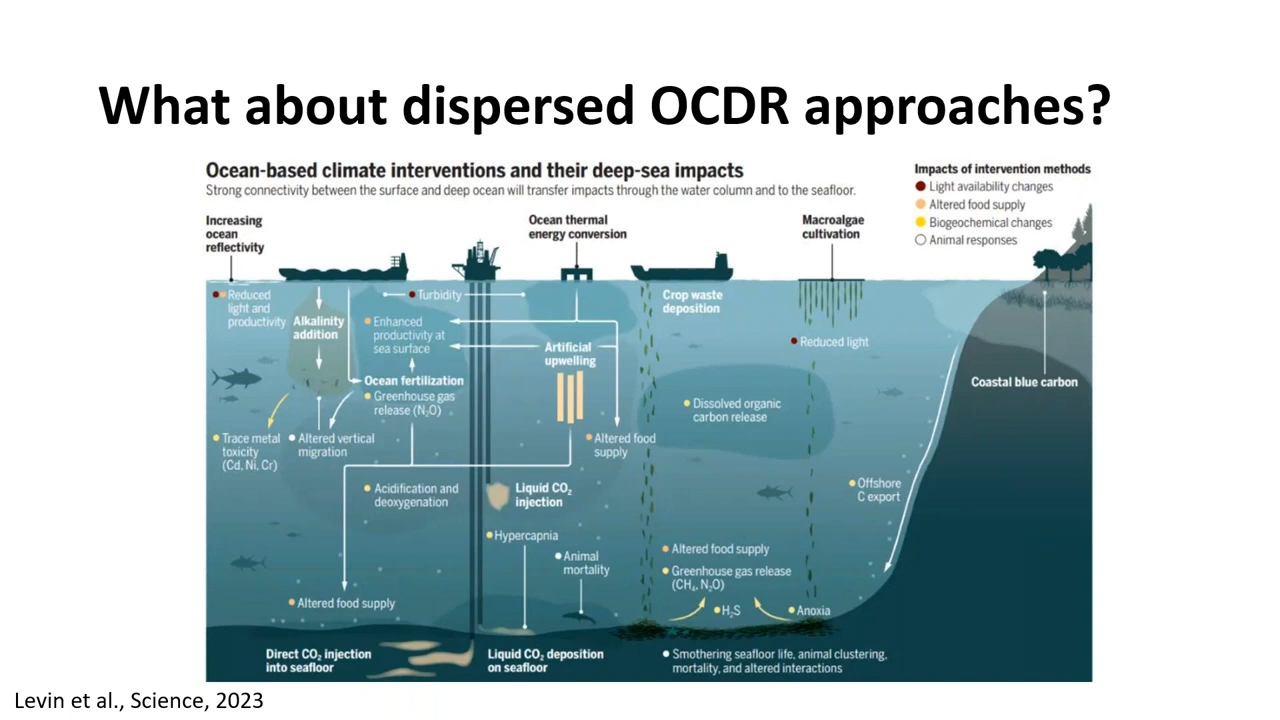 What about dispersed OCDR approaches?
Ocean-based climate interventions and their deep-sea impacts
Strong connectivity between the surface and deep ocean will transfer impacts through the water column and to the seafloor.
Impacts of intervention methods
Light availability changes
Altered food supply
Biogeochemical changes
Animal responses
Increasing
ocean
reflectivity
Ocean thermal
energy conversion
Macroalgae
cultivation
Reduced
light and
productivity
Alkalinity
addition
Turbidity
Enhanced
productivity at
sea surface
Ocean fertilization
Greenhouse gas
release (N₂O)
Artificial
upwelling
Crop waste
deposition
Reduced light
Coastal blue carbon
Dissolved organic
carbon release
Trace metal
toxicity
(Cd, Ni, Cr)
Altered vertical
migration
Altered food
supply
Acidification and
deoxygenation
Liquid CO₂
injection
Offshore
C export
Hypercapnia
Animal
mortality
Altered food supply
Greenhouse gas release
(CH₄, N₂O)
H₂S
Anoxia
Altered food supply
Direct CO₂ injection
into seafloor
Liquid CO₂ deposition
on seafloor
Smothering seafloor life, animal clustering,
mortality, and altered interactions
Levin et al., Science, 2023